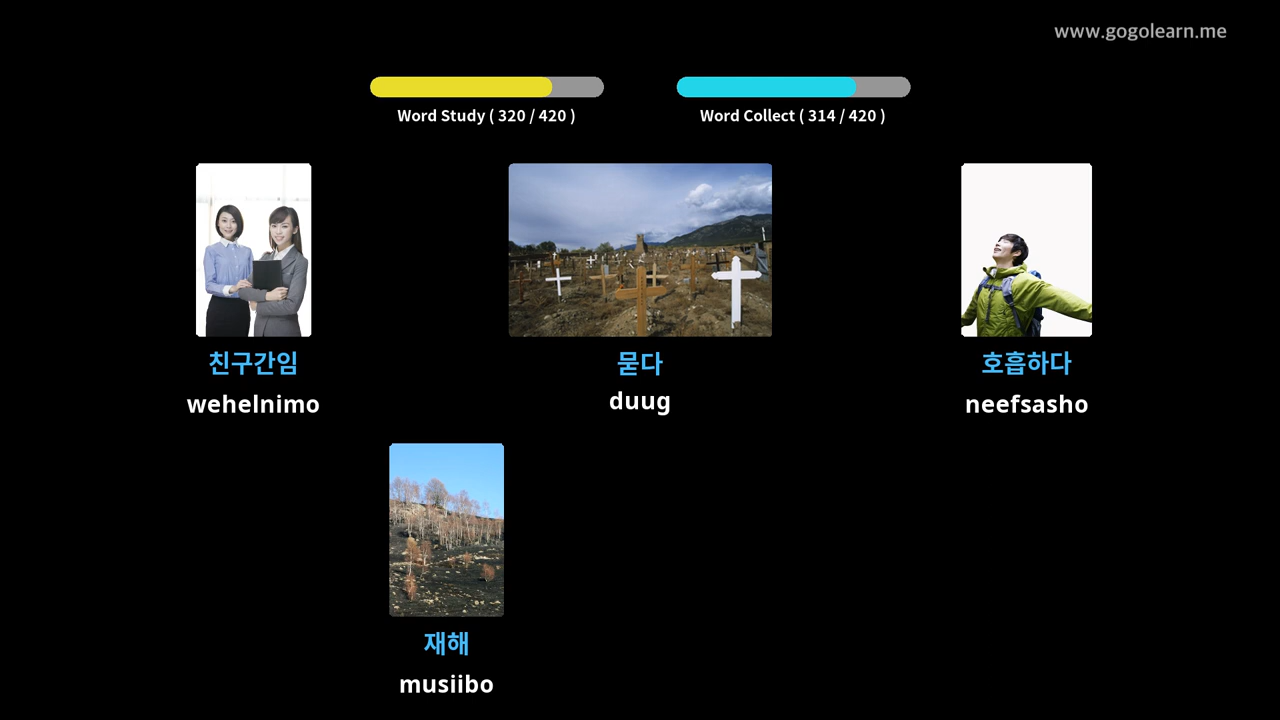 www.gogolearn.me
Word Study ( 320 / 420 )
Word Collect ( 314 / 420 )
친구간임
wehelnimo
묻다
duug
호흡하다
neefsasho
재해
musiibo